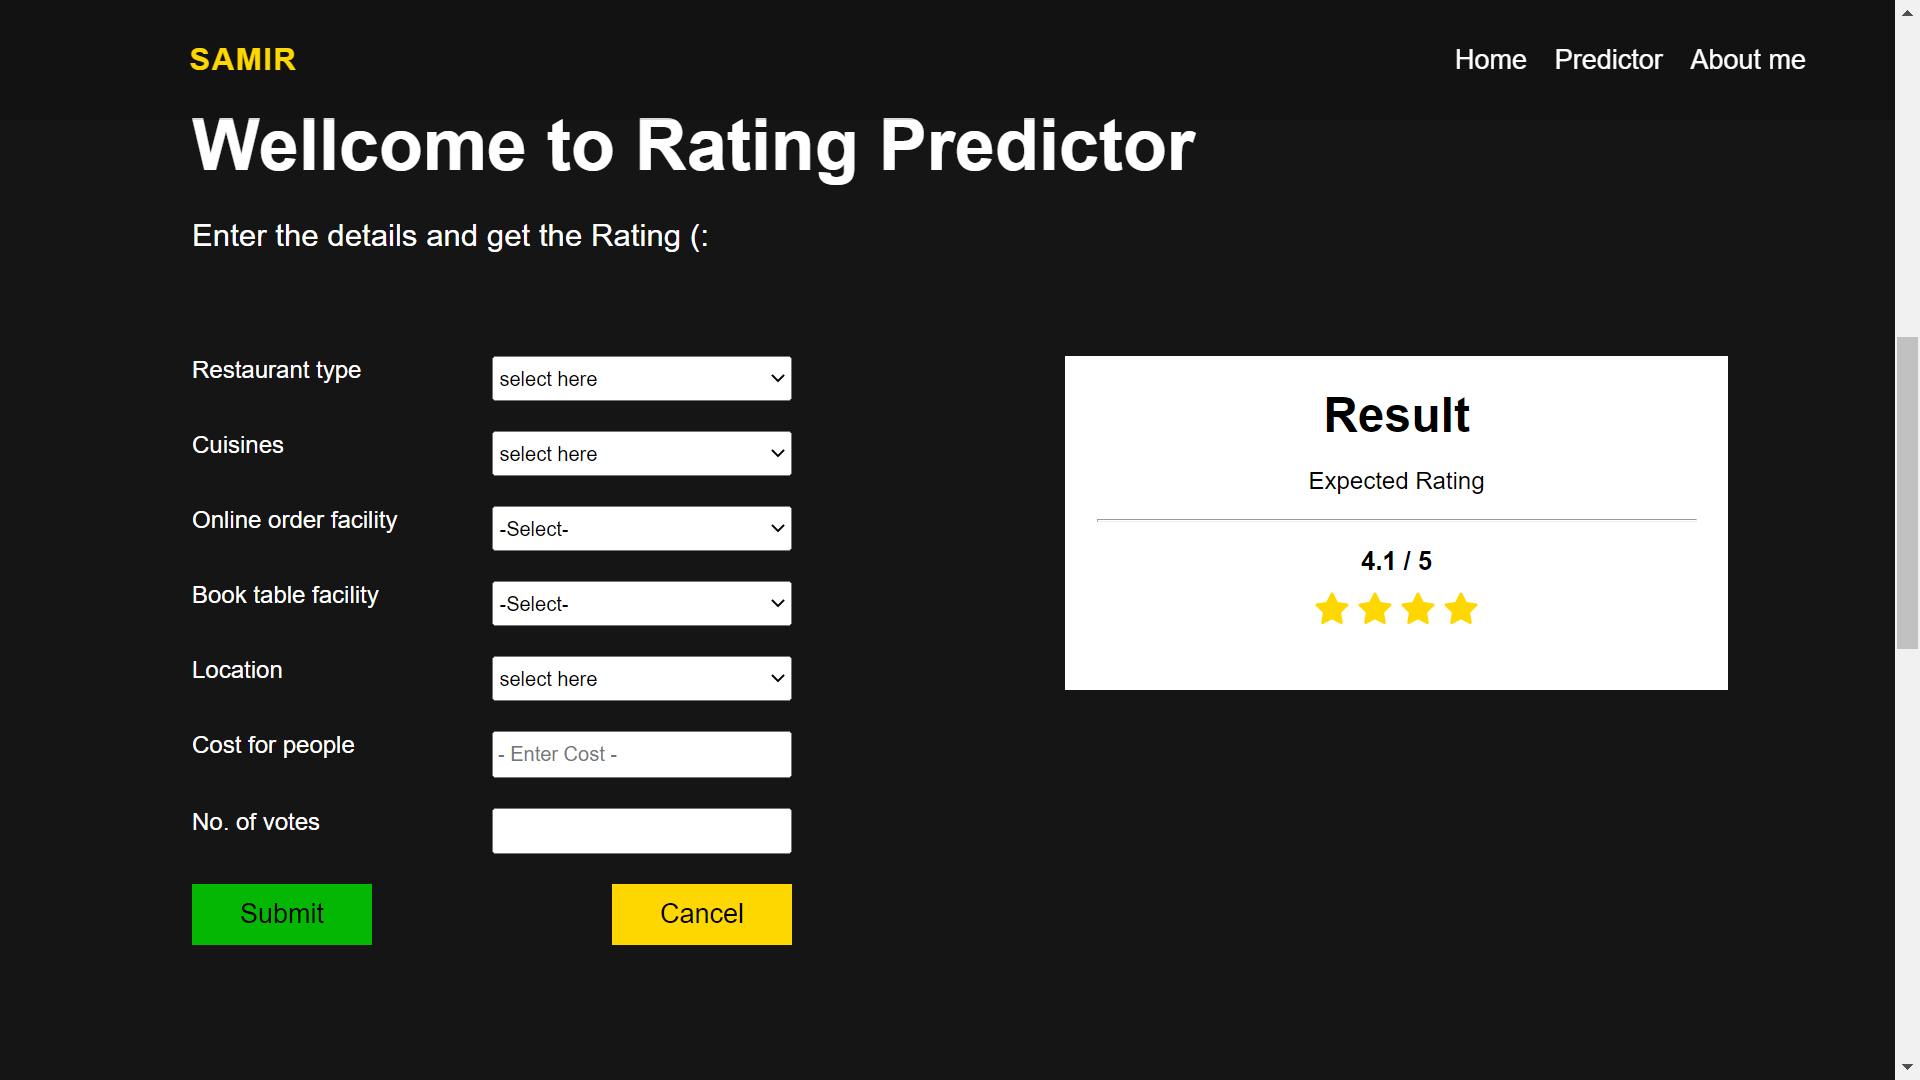 SAMIR
Home Predictor About me
Wellcome to Rating Predictor
Enter the details and get the Rating (:
Restaurant type
select here
Cuisines
select here
Online order facility
-Select-
Book table facility
-Select-
Location
select here
Cost for people
- Enter Cost -
No. of votes
Submit
Cancel
Result
Expected Rating
4.1 / 5